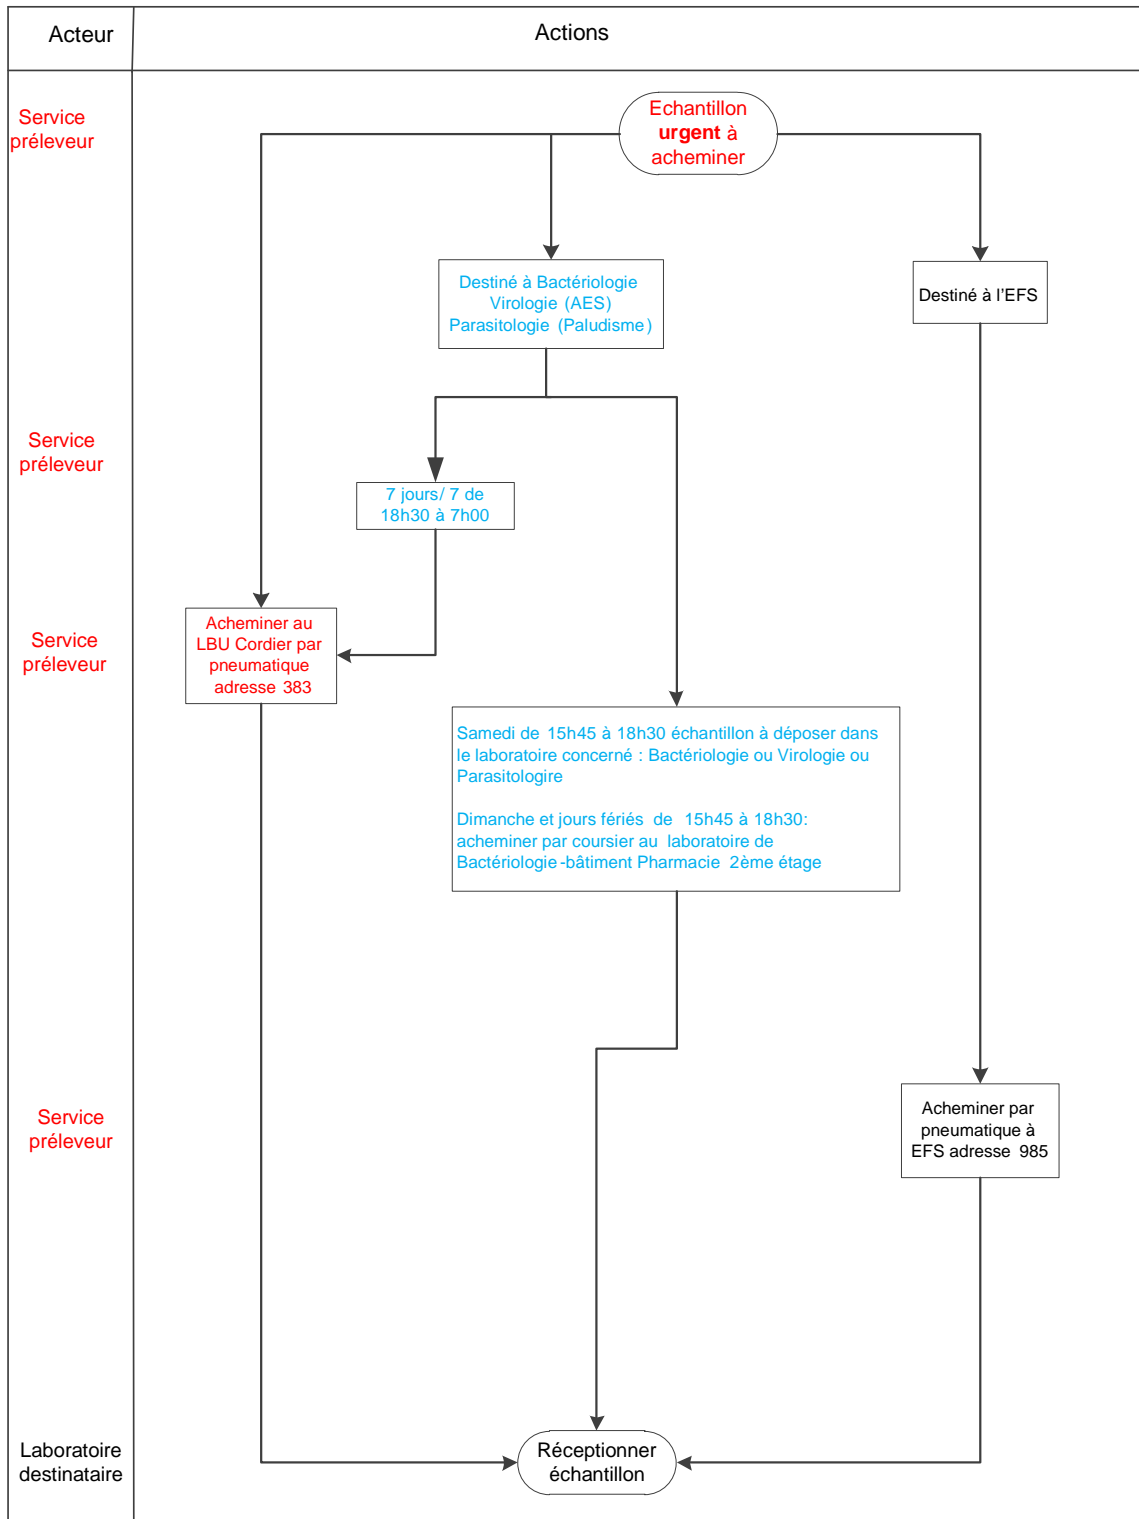 Acteur
Actions
Service
préleveur
Echantillon
urgent à
acheminer
Destiné à Bactériologie
Virologie (AES)
Parasitologie (Paludisme)
Destiné à l'EFS
Service
préleveur
7 jours/ 7 de
18h30 à 7h00
Service
préleveur
Acheminer au
LBU Cordier par
pneumatique
adresse 383
Samedi de 15h45 à 18h30 échantillon à déposer dans
le laboratoire concerné : Bactériologie ou Virologie ou
Parasitologire
Dimanche et jours fériés de 15h45 à 18h30:
acheminer par coursier au laboratoire de
Bactériologie-bâtiment Pharmacie 2ème étage
Service
préleveur
Acheminer par
pneumatique à
EFS adresse 985
Laboratoire
destinataire
Réceptionner
échantillon